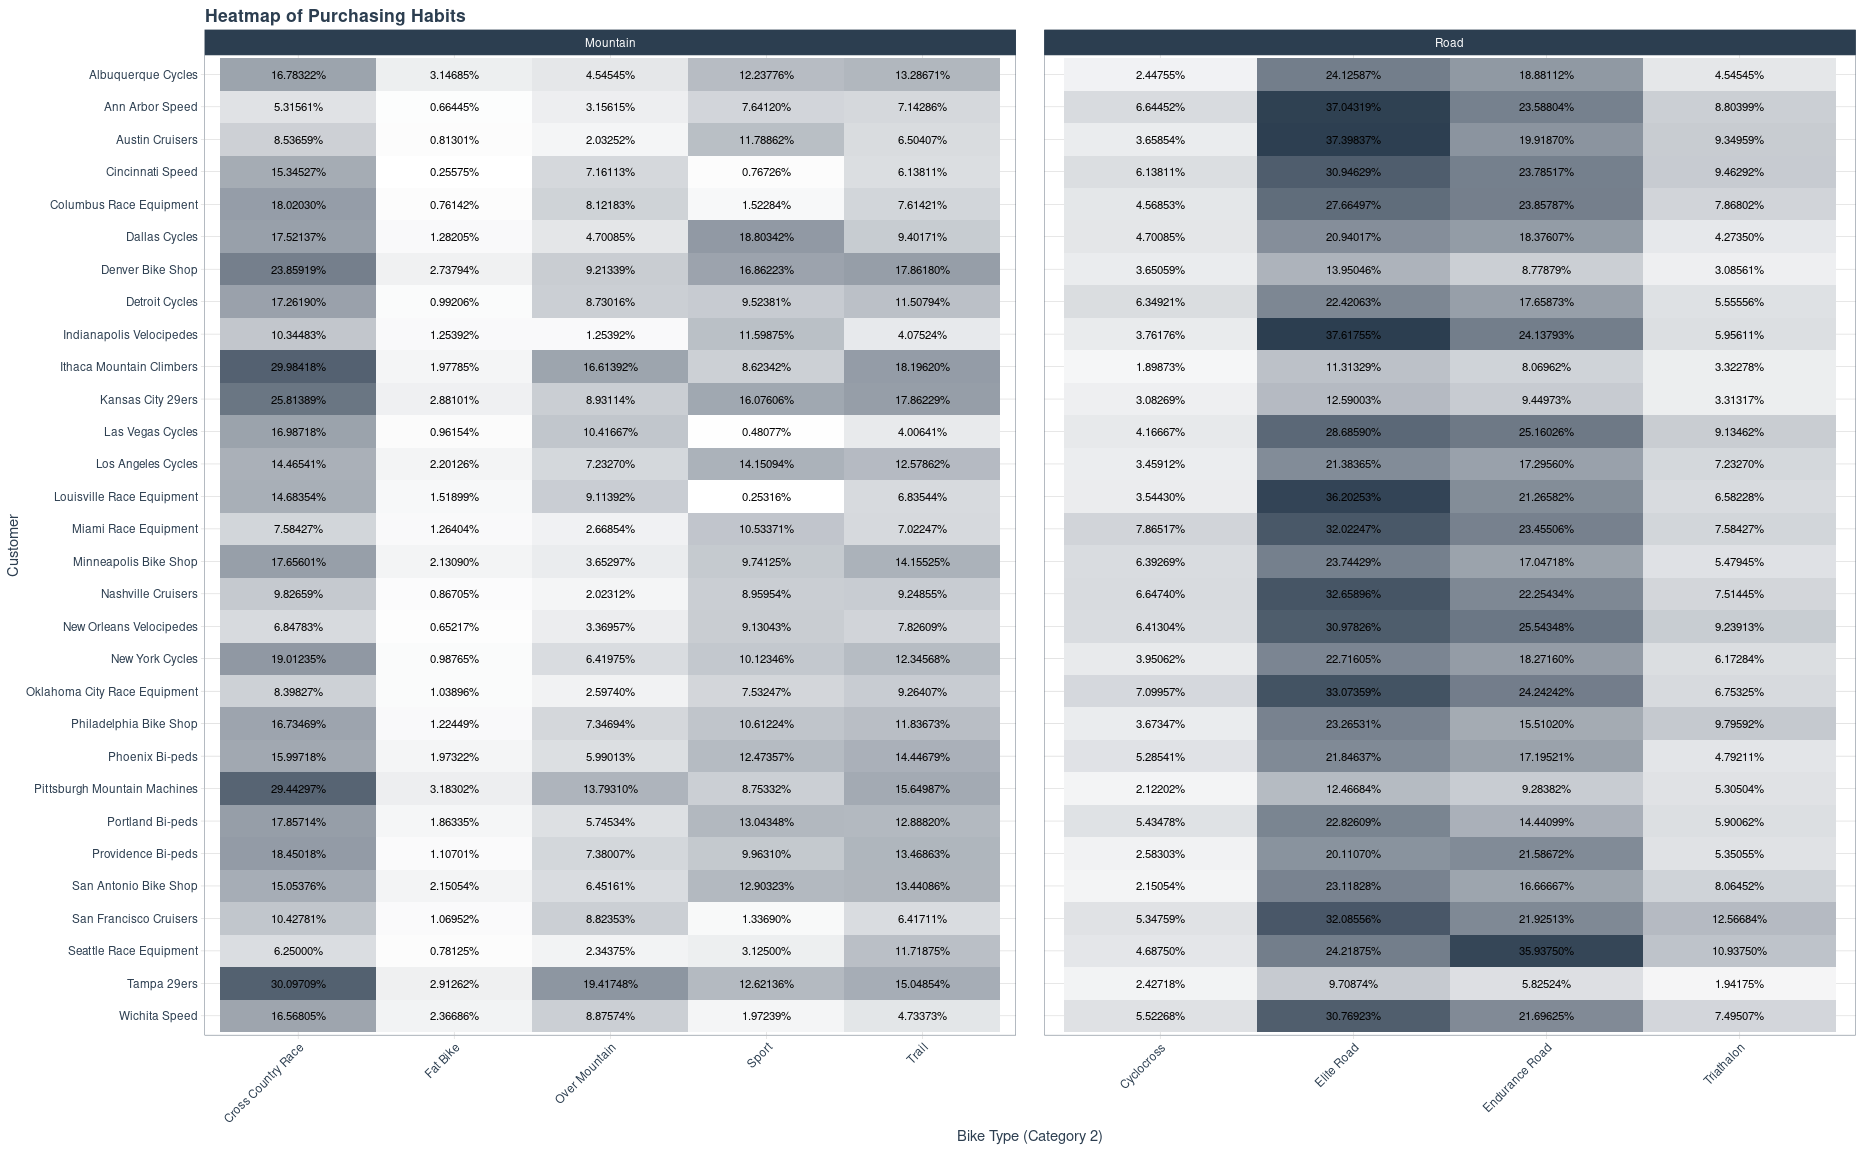 Heatmap of Purchasing Habits
Mountain Road
Albuquerque Cycles 16.78322% 3.14685% 4.54545% 12.23776% 13.28671% 2.44755% 24.12587% 18.88112% 4.54545%
Ann Arbor Speed 5.31561% 0.66445% 3.15615% 7.64120% 7.14286% 6.64452% 37.04319% 23.58804% 8.80399%
Austin Cruisers 8.53659% 0.81301% 2.03252% 11.78862% 6.50407% 3.65854% 37.39837% 19.91870% 9.34959%
Cincinnati Speed 15.34527% 0.25575% 7.16113% 0.76726% 6.13811% 6.13811% 30.94629% 23.78517% 9.46292%
Columbus Race Equipment 18.02030% 0.76142% 8.12183% 1.52284% 7.61421% 4.56853% 27.66497% 23.85787% 7.86802%
Dallas Cycles 17.52137% 1.28205% 4.70085% 18.80342% 9.40171% 4.70085% 20.94017% 18.37607% 4.27350%
Denver Bike Shop 23.85919% 2.73794% 9.21339% 16.86223% 17.86180% 3.65059% 13.95046% 8.77879% 3.08561%
Detroit Cycles 17.26190% 0.99206% 8.73016% 9.52381% 11.50794% 6.34921% 22.42063% 17.65873% 5.55556%
Indianapolis Velocipedes 10.34483% 1.25392% 1.25392% 11.59875% 4.07524% 3.76176% 37.61755% 24.13793% 5.95611%
Ithaca Mountain Climbers 29.98418% 1.97785% 16.61392% 8.62342% 18.19620% 1.89873% 11.31329% 8.06962% 3.32278%
Kansas City 29ers 25.81389% 2.88101% 8.93114% 16.07606% 17.86229% 3.08269% 12.59003% 9.44973% 3.31317%
Las Vegas Cycles 16.98718% 0.96154% 10.41667% 0.48077% 4.00641% 4.16667% 28.68590% 25.16026% 9.13462%
Los Angeles Cycles 14.46541% 2.20126% 7.23270% 14.15094% 12.57862% 3.45912% 21.38365% 17.29560% 7.23270%
Louisville Race Equipment 14.68354% 1.51899% 9.11392% 0.25316% 6.83544% 3.54430% 36.20253% 21.26582% 6.58228%
Miami Race Equipment 7.58427% 1.26404% 2.66854% 10.53371% 7.02247% 7.86517% 32.02247% 23.45506% 7.58427%
Minneapolis Bike Shop 17.65601% 2.13090% 3.65297% 9.74125% 14.15525% 6.39269% 23.74429% 17.04718% 5.47945%
Nashville Cruisers 9.82659% 0.86705% 2.02312% 8.95954% 9.24855% 6.64740% 32.65896% 22.25434% 7.51445%
New Orleans Velocipedes 6.84783% 0.65217% 3.36957% 9.13043% 7.82609% 6.41304% 30.97826% 25.54348% 9.23913%
New York Cycles 19.01235% 0.98765% 6.41975% 10.12346% 12.34568% 3.95062% 22.71605% 18.27160% 6.17284%
Oklahoma City Race Equipment 8.39827% 1.03896% 2.59740% 7.53247% 9.26407% 7.09957% 33.07359% 24.24242% 6.75325%
Philadelphia Bike Shop 16.73469% 1.22449% 7.34694% 10.61224% 11.83673% 3.67347% 23.26531% 15.51020% 9.79592%
Phoenix Bi-peds 15.99718% 1.97322% 5.99013% 12.47357% 14.44679% 5.28541% 21.84637% 17.19521% 4.79211%
Pittsburgh Mountain Machines 29.44297% 3.18302% 13.79310% 8.75332% 15.64987% 2.12202% 12.46684% 9.28382% 5.30504%
Portland Bi-peds 17.85714% 1.86335% 5.74534% 13.04348% 12.88820% 5.43478% 22.82609% 14.44099% 5.90062%
Providence Bi-peds 18.45018% 1.10701% 7.38007% 9.96310% 13.46863% 2.58303% 20.11070% 21.58672% 5.35055%
San Antonio Bike Shop 15.05376% 2.15054% 6.45161% 12.90323% 13.44086% 2.15054% 23.11828% 16.66667% 8.06452%
San Francisco Cruisers 10.42781% 1.06952% 8.82353% 1.33690% 6.41711% 5.34759% 32.08556% 21.92513% 12.56684%
Seattle Race Equipment 6.25000% 0.78125% 2.34375% 3.12500% 11.71875% 4.68750% 24.21875% 35.93750% 10.93750%
Tampa 29ers 30.09709% 2.91262% 19.41748% 12.62136% 15.04854% 2.42718% 9.70874% 5.82524% 1.94175%
Wichita Speed 16.56805% 2.36686% 8.87574% 1.97239% 4.73373% 5.52268% 30.76923% 21.69625% 7.49507%
Customer
Cross Country Race Fat Bike Over Mountain Sport Trail Cyclocross Elite Road Endurance Road Triathalon
Bike Type (Category 2)